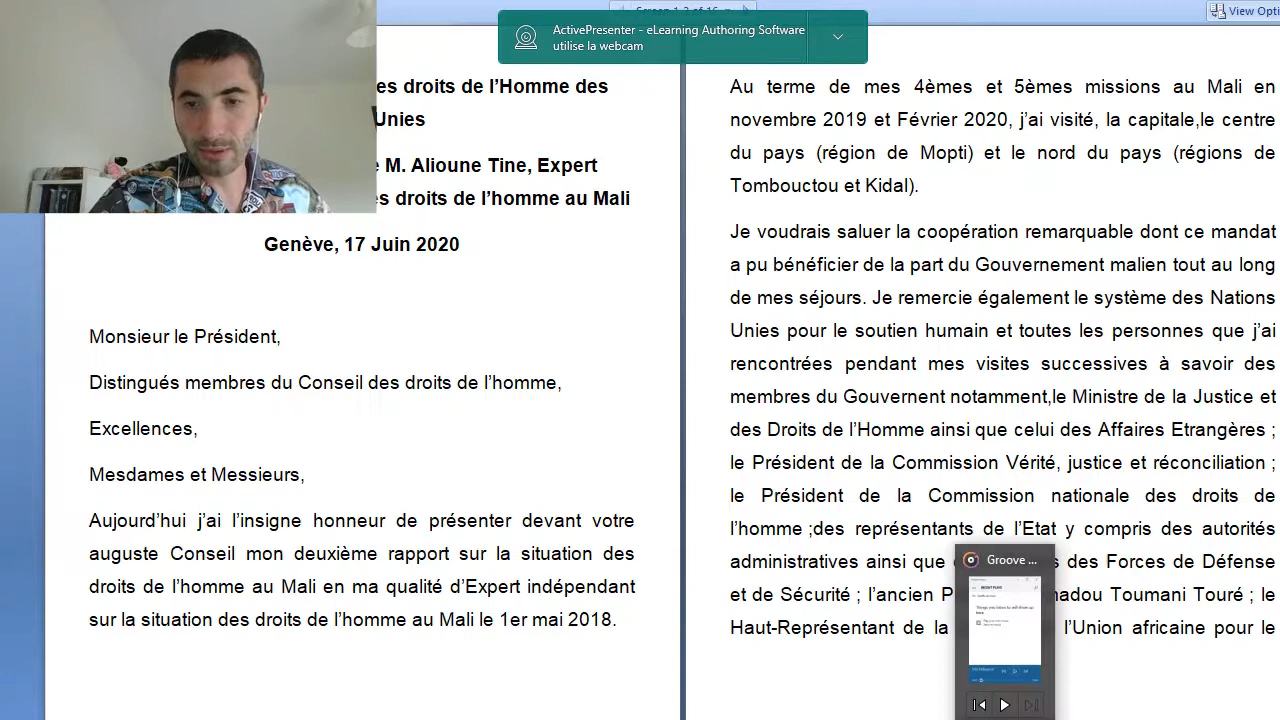 View Opti
ActivePresenter - eLearning Authoring Software
utilise la webcam
es droits de l’Homme des
Unies
e M. Alioune Tine, Expert
es droits de l’homme au Mali
Genève, 17 Juin 2020
Monsieur le Président,
Distingués membres du Conseil des droits de l’homme,
Excellences,
Mesdames et Messieurs,
Aujourd’hui j’ai l’insigne honneur de présenter devant votre
auguste Conseil mon deuxième rapport sur la situation des
droits de l’homme au Mali en ma qualité d’Expert indépendant
sur la situation des droits de l’homme au Mali le 1er mai 2018.
Au terme de mes 4èmes et 5èmes missions au Mali en
novembre 2019 et Février 2020, j’ai visité, la capitale,le centre
du pays (région de Mopti) et le nord du pays (régions de
Tombouctou et Kidal).
Je voudrais saluer la coopération remarquable dont ce mandat
a pu bénéficier de la part du Gouvernement malien tout au long
de mes séjours. Je remercie également le système des Nations
Unies pour le soutien humain et toutes les personnes que j’ai
rencontrées pendant mes visites successives à savoir des
membres du Gouvernent notamment,le Ministre de la Justice et
des Droits de l’Homme ainsi que celui des Affaires Etrangères ;
le Président de la Commission Vérité, justice et réconciliation ;
le Président de la Commission nationale des droits de
l’homme ;des représentants de l’Etat y compris des autorités
administratives ainsi que des Forces de Défense
et de Sécurité ; l’ancien P madou Toumani Touré ; le
Haut-Représentant de la l’Union africaine pour le
Groove ...